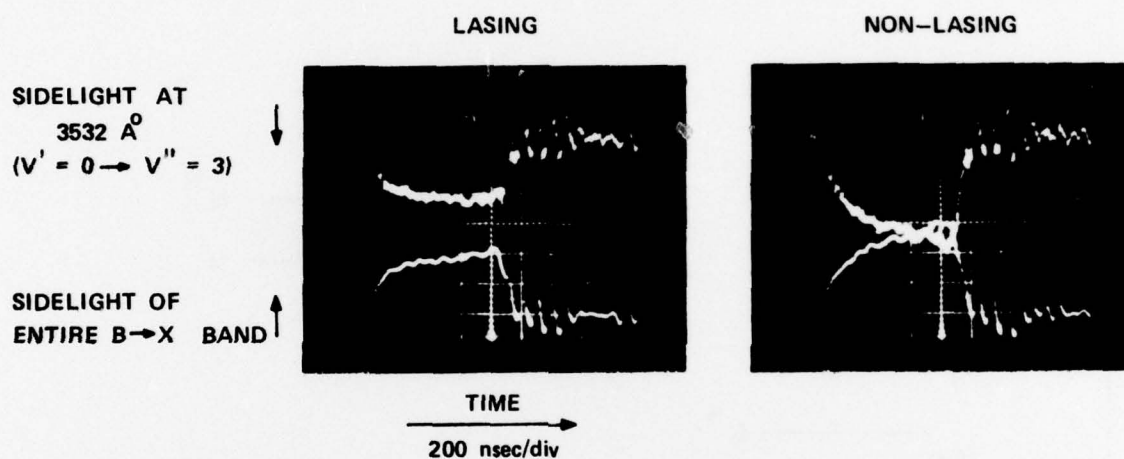 LASING
NON–LASING
SIDELIGHT AT
3532 A°
(V' = 0 → V" = 3)
↓
SIDELIGHT OF
ENTIRE B→X BAND
↑
TIME
200 nsec/div